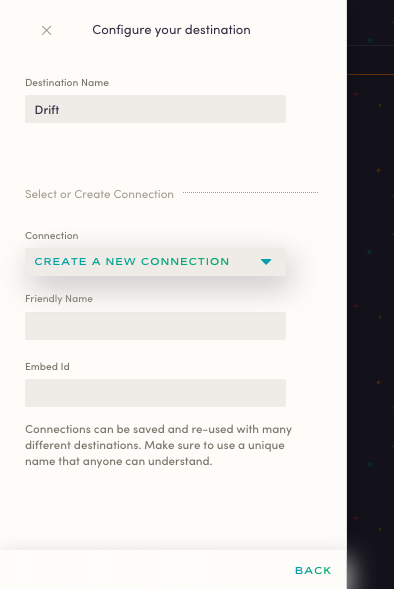 Configure your destination
Destination Name
Drift
Select or Create Connection
Connection
CREATE A NEW CONNECTION
Friendly Name
Embed Id
Connections can be saved and re-used with many
different destinations. Make sure to use a unique
name that anyone can understand.
BACK